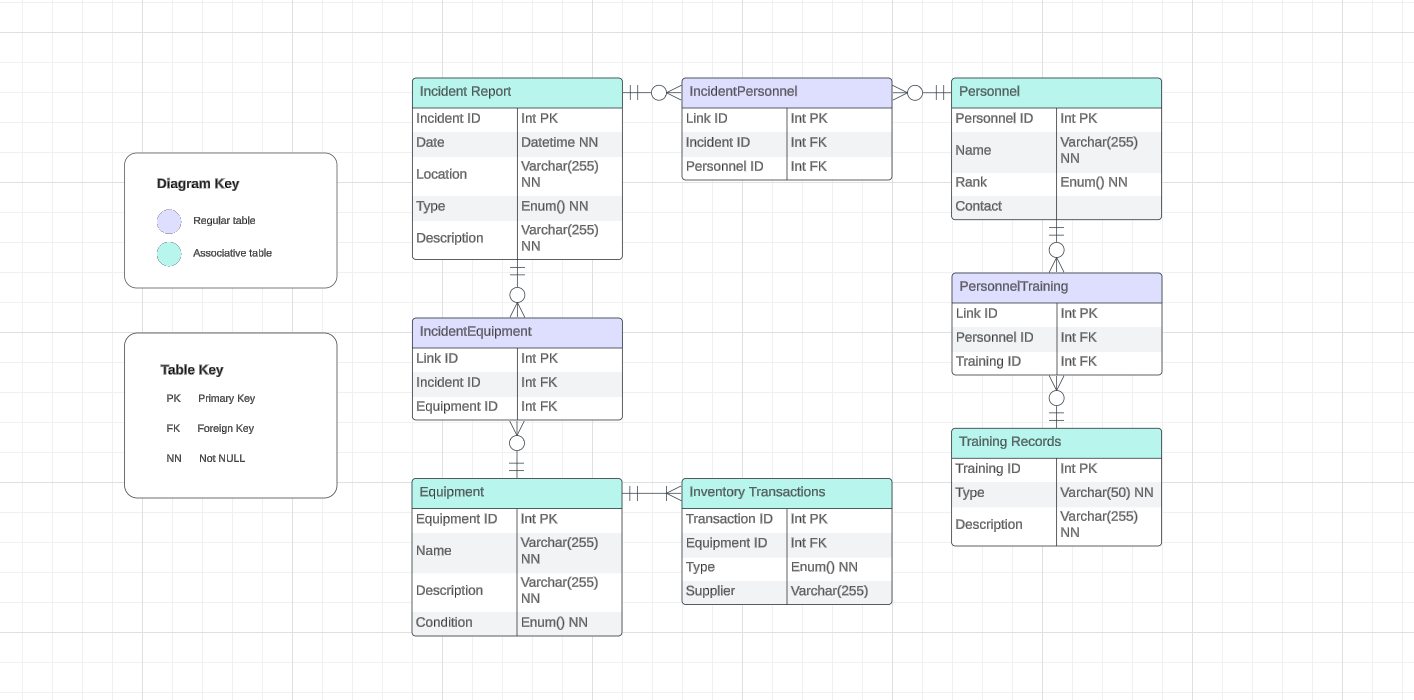 Diagram Key
Regular table
Associative table
Table Key
PK Primary Key
FK Foreign Key
NN Not NULL
Incident Report
Incident ID Int PK
Date Datetime NN
Location Varchar(255)
NN
Type Enum() NN
Description Varchar(255)
NN
IncidentPersonnel
Link ID Int PK
Incident ID Int FK
Personnel ID Int FK
Personnel
Personnel ID Int PK
Name Varchar(255)
NN
Rank Enum() NN
Contact
IncidentEquipment
Link ID Int PK
Incident ID Int FK
Equipment ID Int FK
PersonnelTraining
Link ID Int PK
Personnel ID Int FK
Training ID Int FK
Equipment
Equipment ID Int PK
Name Varchar(255)
NN
Description Varchar(255)
NN
Condition Enum() NN
Inventory Transactions
Transaction ID Int PK
Equipment ID Int FK
Type Enum() NN
Supplier Varchar(255)
Training Records
Training ID Int PK
Type Varchar(50) NN
Description Varchar(255)
NN